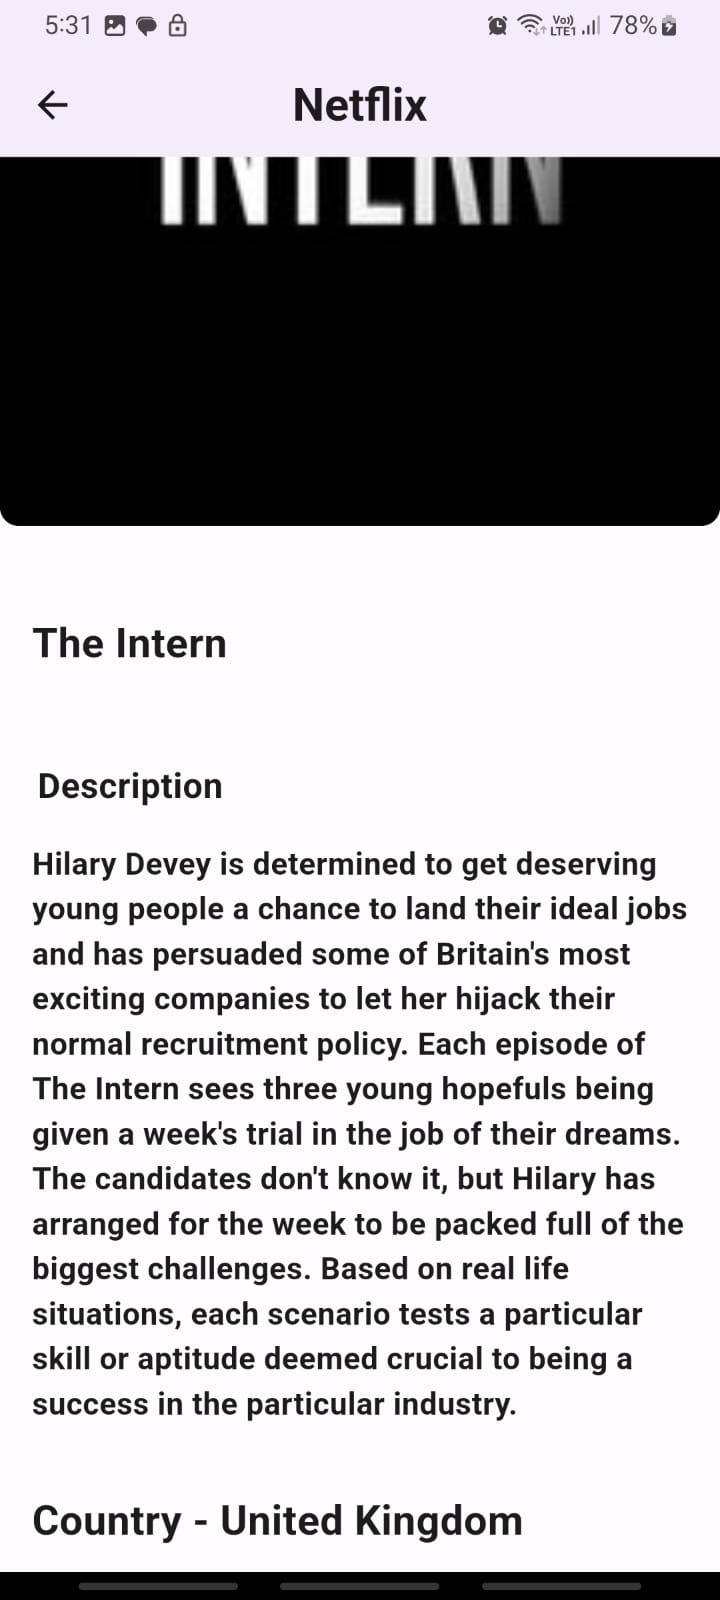 5:31 Vo)) LTE1 78%
Netflix
INTERN
The Intern
Description
Hilary Devey is determined to get deserving
young people a chance to land their ideal jobs
and has persuaded some of Britain's most
exciting companies to let her hijack their
normal recruitment policy. Each episode of
The Intern sees three young hopefuls being
given a week's trial in the job of their dreams.
The candidates don't know it, but Hilary has
arranged for the week to be packed full of the
biggest challenges. Based on real life
situations, each scenario tests a particular
skill or aptitude deemed crucial to being a
success in the particular industry.
Country - United Kingdom